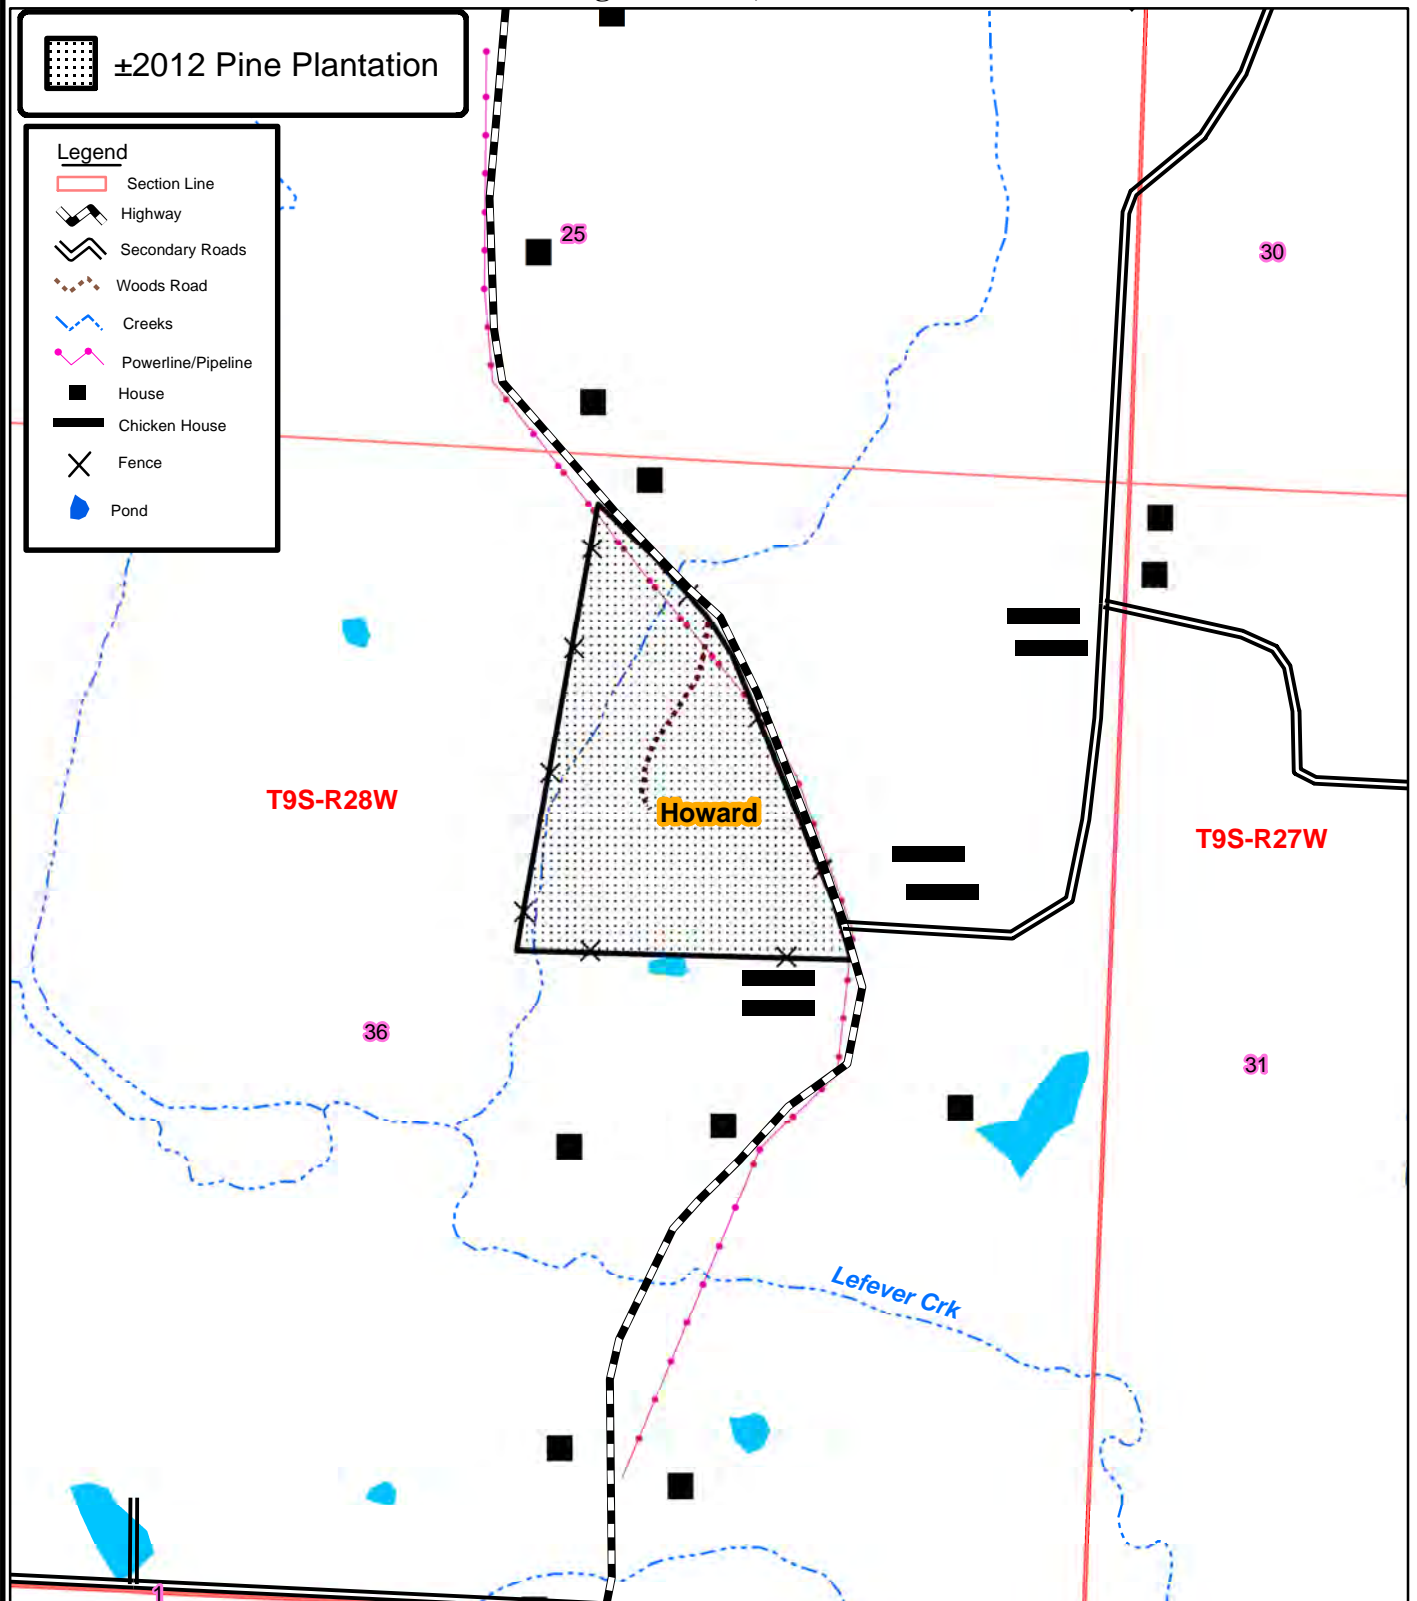 ±2012 Pine Plantation
Legend
Section Line
Highway
Secondary Roads
Woods Road
Creeks
Powerline/Pipeline
House
Chicken House
Fence
Pond
25
30
T9S-R28W
Howard
T9S-R27W
36
31
Lefever Crk
1